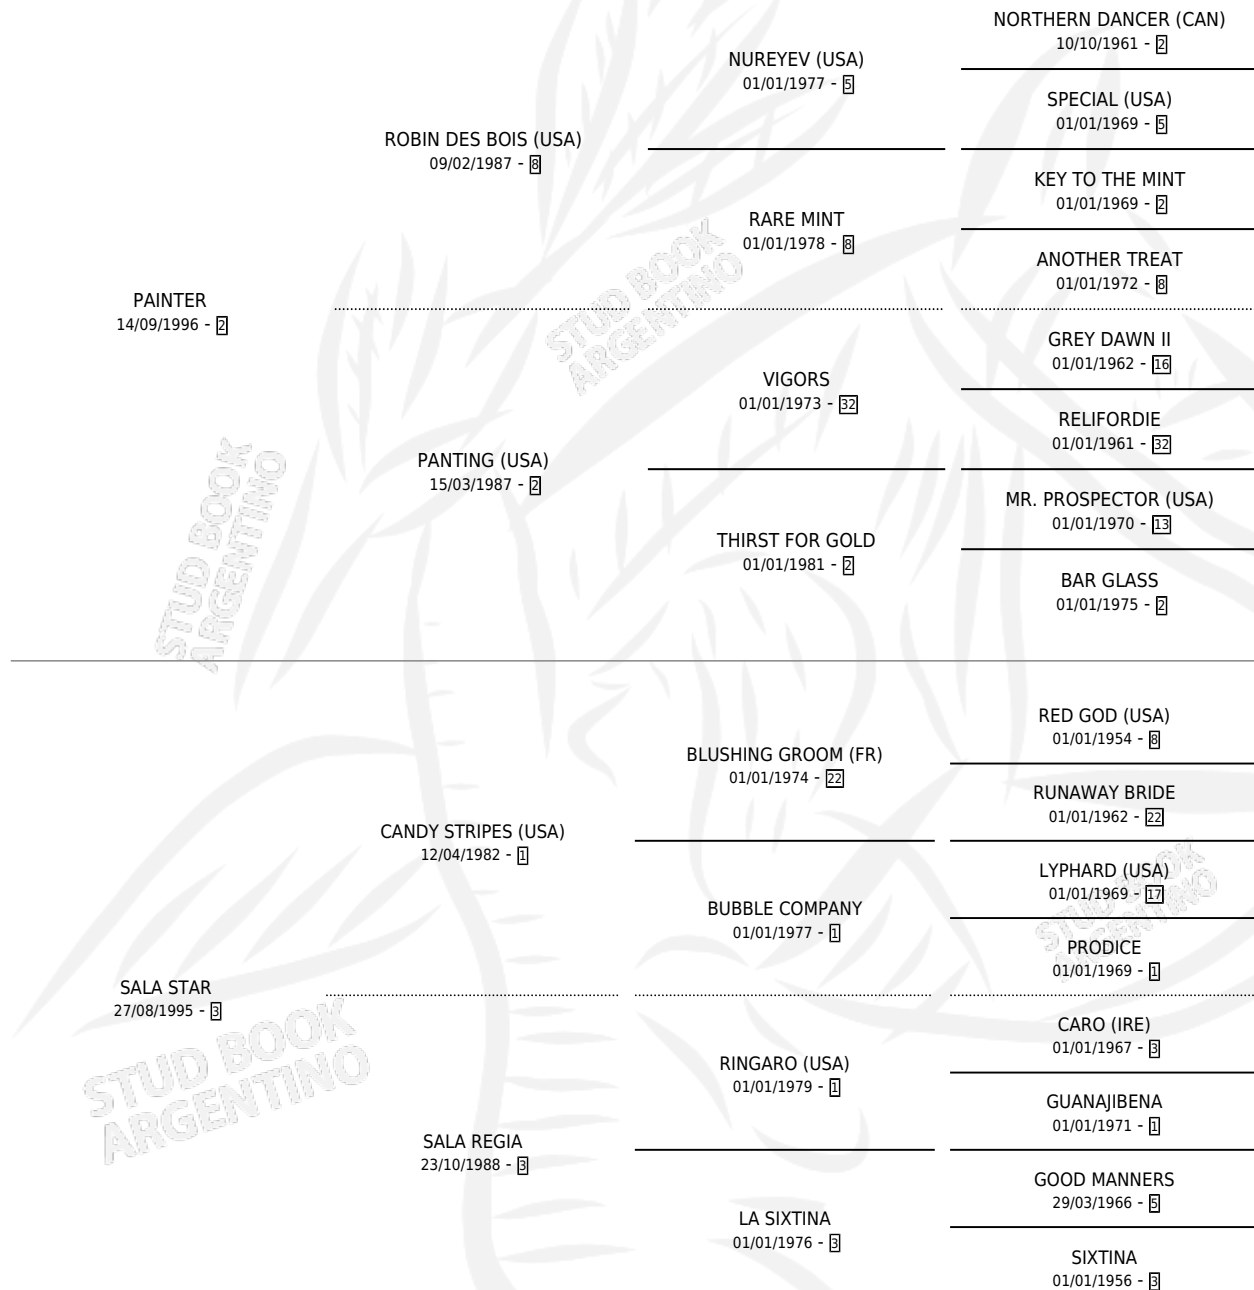 NORTHERN DANCER (CAN)
10/10/1961 - 2
NUREYEV (USA)
01/01/1977 - 5
SPECIAL (USA)
01/01/1969 - 5
ROBIN DES BOIS (USA)
09/02/1987 - 8
KEY TO THE MINT
01/01/1969 - 2
RARE MINT
01/01/1978 - 8
ANOTHER TREAT
01/01/1972 - 8
PAINTER
14/09/1996 - 2
GREY DAWN II
01/01/1962 - 16
VIGORS
01/01/1973 - 32
RELIFORDIE
01/01/1961 - 32
PANTING (USA)
15/03/1987 - 2
MR. PROSPECTOR (USA)
01/01/1970 - 13
THIRST FOR GOLD
01/01/1981 - 2
BAR GLASS
01/01/1975 - 2
RED GOD (USA)
01/01/1954 - 8
BLUSHING GROOM (FR)
01/01/1974 - 22
RUNAWAY BRIDE
01/01/1962 - 22
CANDY STRIPES (USA)
12/04/1982 - 1
LYPHARD (USA)
01/01/1969 - 17
BUBBLE COMPANY
01/01/1977 - 1
PRODICE
01/01/1969 - 1
SALA STAR
27/08/1995 - 3
CARO (IRE)
01/01/1967 - 3
RINGARO (USA)
01/01/1979 - 1
GUANAJIBENA
01/01/1971 - 1
SALA REGIA
23/10/1988 - 3
GOOD MANNERS
29/03/1966 - 5
LA SIXTINA
01/01/1976 - 3
SIXTINA
01/01/1956 - 3
STUD BOOK
ARGENTINO
STUD BOOK
ARGENTINO
STUD BOOK
ARGENTINO
STUD BOOK
ARGENTINO